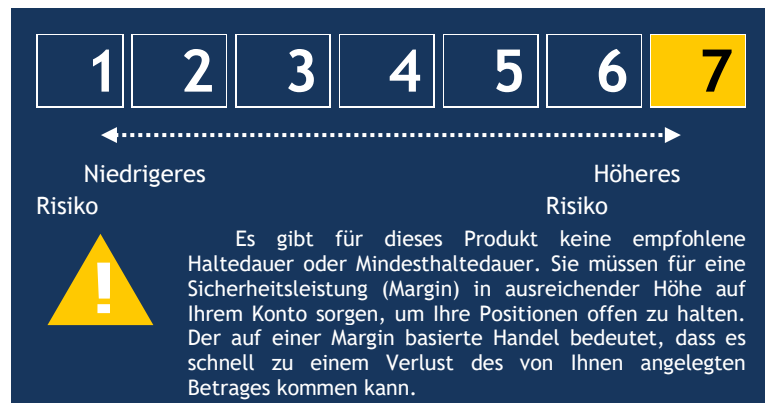 1 2 3 4 5 6 7
Niedrigeres Höheres
Risiko Risiko
Es gibt für dieses Produkt keine empfohlene
Haltedauer oder Mindesthaltedauer. Sie müssen für eine
Sicherheitsleistung (Margin) in ausreichender Höhe auf
Ihrem Konto sorgen, um Ihre Positionen offen zu halten.
Der auf einer Margin basierte Handel bedeutet, dass es
schnell zu einem Verlust des von Ihnen angelegten
Betrages kommen kann.